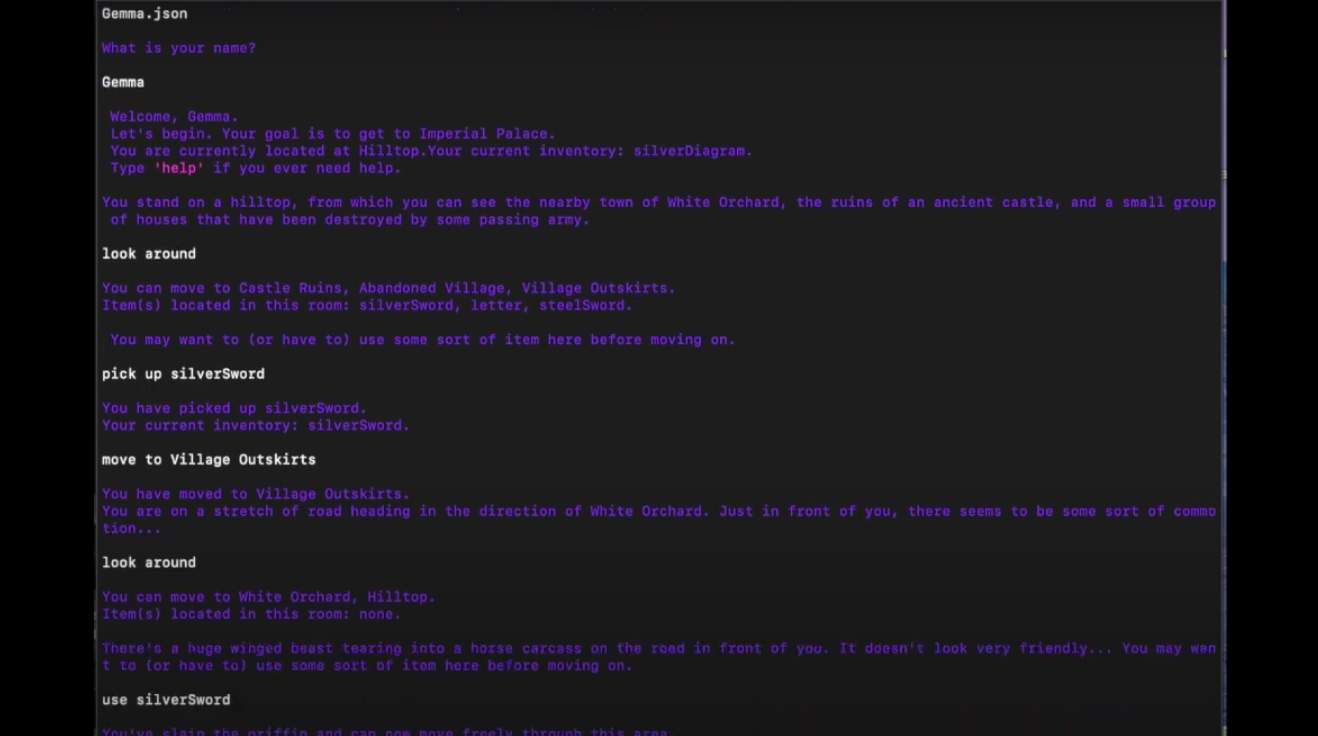 Gemma.json
What is your name?
Gemma
Welcome, Gemma.
Let's begin. Your goal is to get to Imperial Palace.
You are currently located at Hilltop.Your current inventory: silverDiagram.
Type 'help' if you ever need help.
You stand on a hilltop, from which you can see the nearby town of White Orchard, the ruins of an ancient castle, and a small group
of houses that have been destroyed by some passing army.
look around
You can move to Castle Ruins, Abandoned Village, Village Outskirts.
Item(s) located in this room: silverSword, letter, steelSword.
You may want to (or have to) use some sort of item here before moving on.
pick up silverSword
You have picked up silverSword.
Your current inventory: silverSword.
move to Village Outskirts
You have moved to Village Outskirts.
You are on a stretch of road heading in the direction of White Orchard. Just in front of you, there seems to be some sort of commo
tion...
look around
You can move to White Orchard, Hilltop.
Item(s) located in this room: none.
There's a huge winged beast tearing into a horse carcass on the road in front of you. It doesn't look very friendly... You may wan
t to (or have to) use some sort of item here before moving on.
use silverSword
You've slain the griffin and can now move freely through this area.